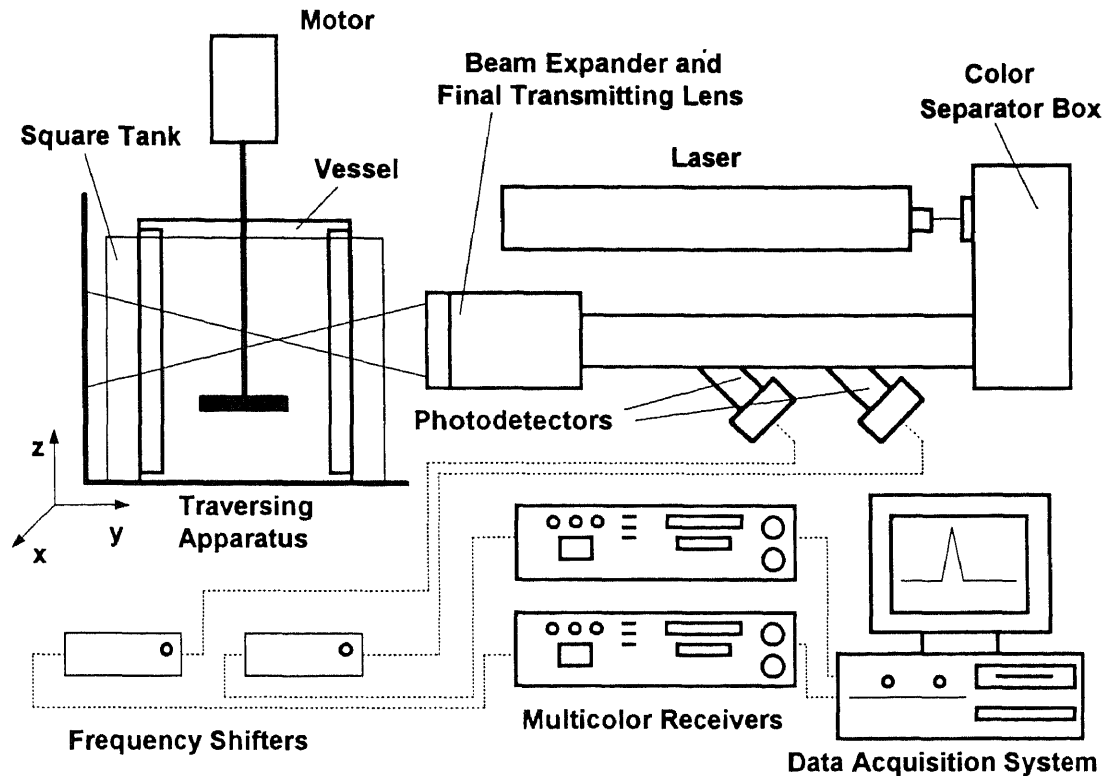 Motor
Beam Expander and
Final Transmitting Lens
Color
Separator Box
Square Tank
Vessel
Laser
Photodetectors
z
y
x
Traversing
Apparatus
Multicolor Receivers
Frequency Shifters
Data Acquisition System